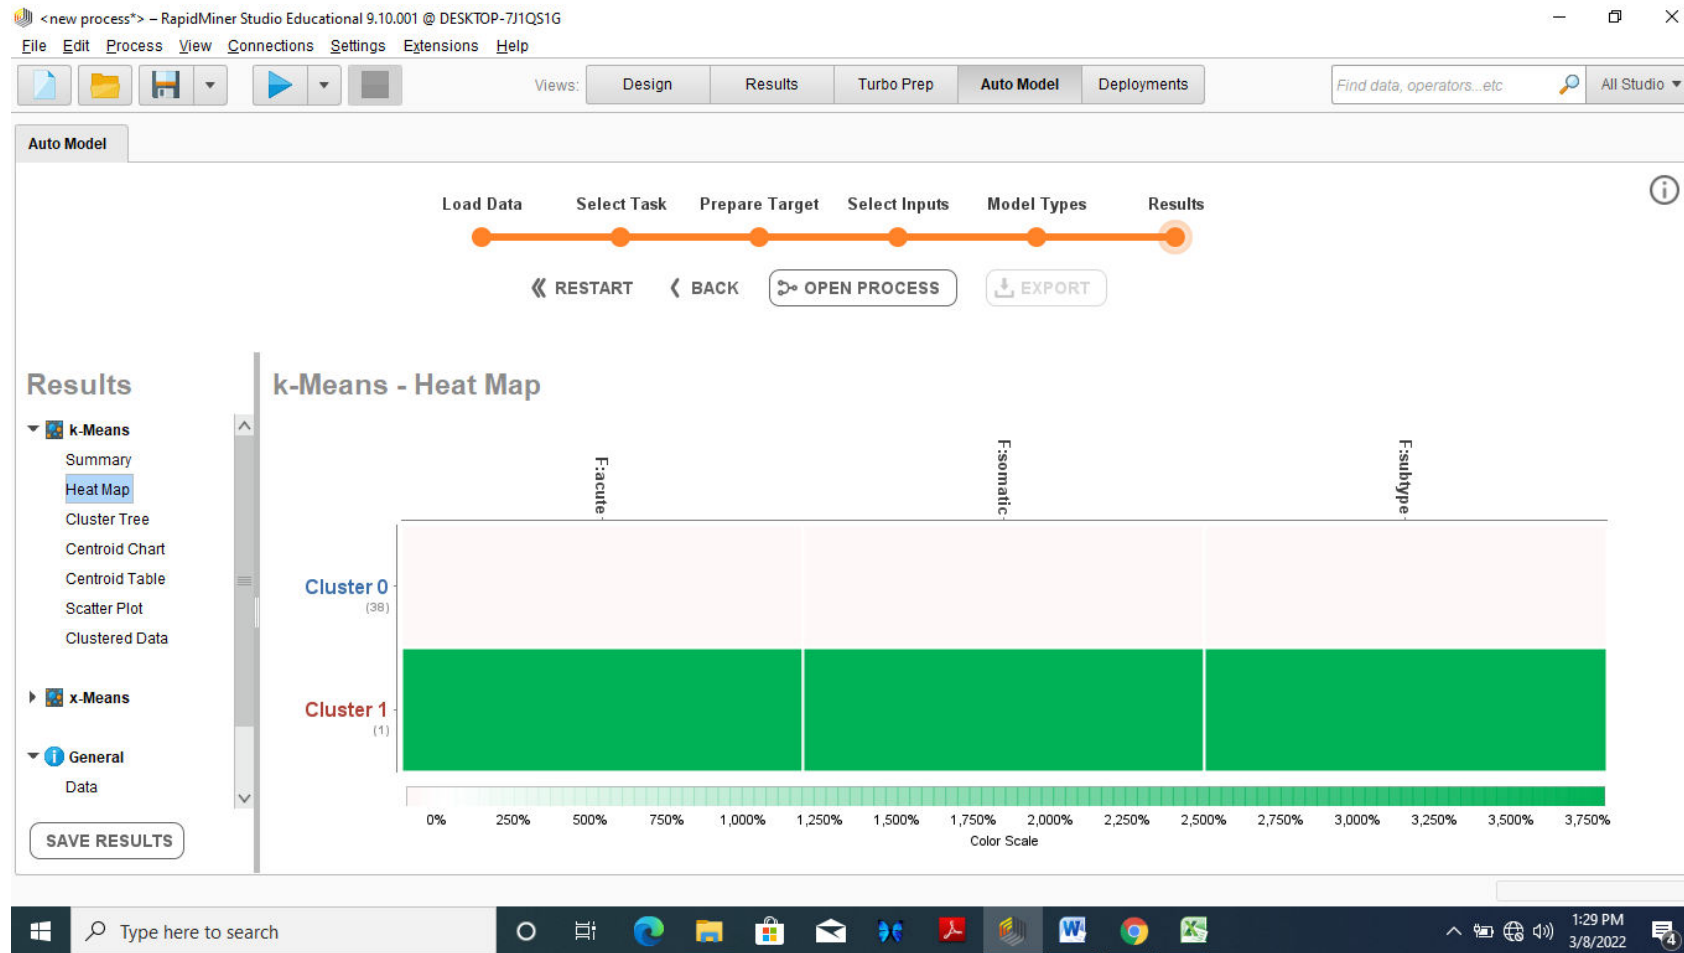 <new process*> – RapidMiner Studio Educational 9.10.001 @ DESKTOP-7J1QS1G
File Edit Process View Connections Settings Extensions Help
Views: Design Results Turbo Prep Auto Model Deployments Find data, operators...etc All Studio
Auto Model
Load Data Select Task Prepare Target Select Inputs Model Types Results
RESTART BACK OPEN PROCESS EXPORT
Results
k-Means
Summary
Heat Map
Cluster Tree
Centroid Chart
Centroid Table
Scatter Plot
Clustered Data
x-Means
General
Data
SAVE RESULTS
k-Means - Heat Map
F:acute F:somatic F:subtype
Cluster 0
(38)
Cluster 1
(1)
0% 250% 500% 750% 1,000% 1,250% 1,500% 1,750% 2,000% 2,250% 2,500% 2,750% 3,000% 3,250% 3,500% 3,750%
Color Scale
Type here to search
1:29 PM
3/8/2022
4